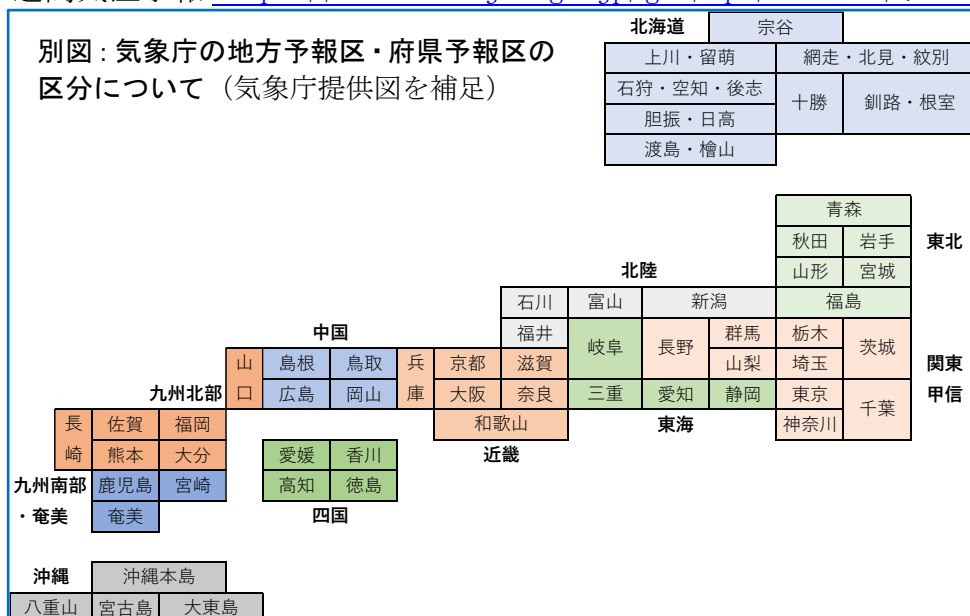 別図：気象庁の地方予報区・府県予報区の
区分について（気象庁提供図を補足）
北海道 宗谷
上川・留萌 網走・北見・紋別
石狩・空知・後志 十勝 釧路・根室
胆振・日高
渡島・檜山
青森
秋田 岩手 東北
山形 宮城
北陸
石川 富山 新潟 福島
福井 岐阜 長野 群馬 栃木 茨城
中国
山口 島根 鳥取 兵庫 京都 滋賀 山梨 埼玉 関東
九州北部 広島 岡山 大阪 奈良 三重 愛知 静岡 東京 千葉 甲信
長崎 佐賀 福岡 和歌山 東海 神奈川
熊本 大分 愛媛 香川 近畿
九州南部 鹿児島 宮崎 高知 徳島
・奄美 奄美 四国
沖縄 沖縄本島
八重山 宮古島 大東島